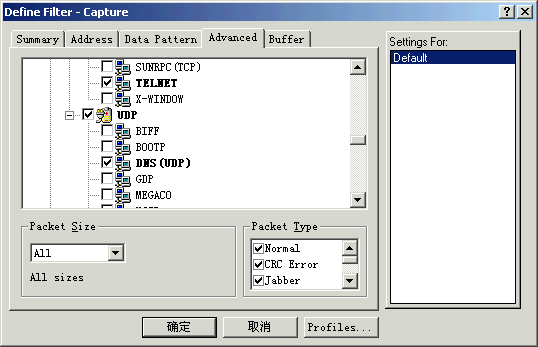 Define Filter - Capture
Summary Address Data Pattern Advanced Buffer
SUNRPC(TCP)
TELNET
X-WINDOW
UDP
BIFF
BOOTP
DNS(UDP)
GDP
MEGACO
Packet Size
All
All sizes
Packet Type
Normal
CRC Error
Jabber
Settings For:
Default
确定 取消 Profiles...